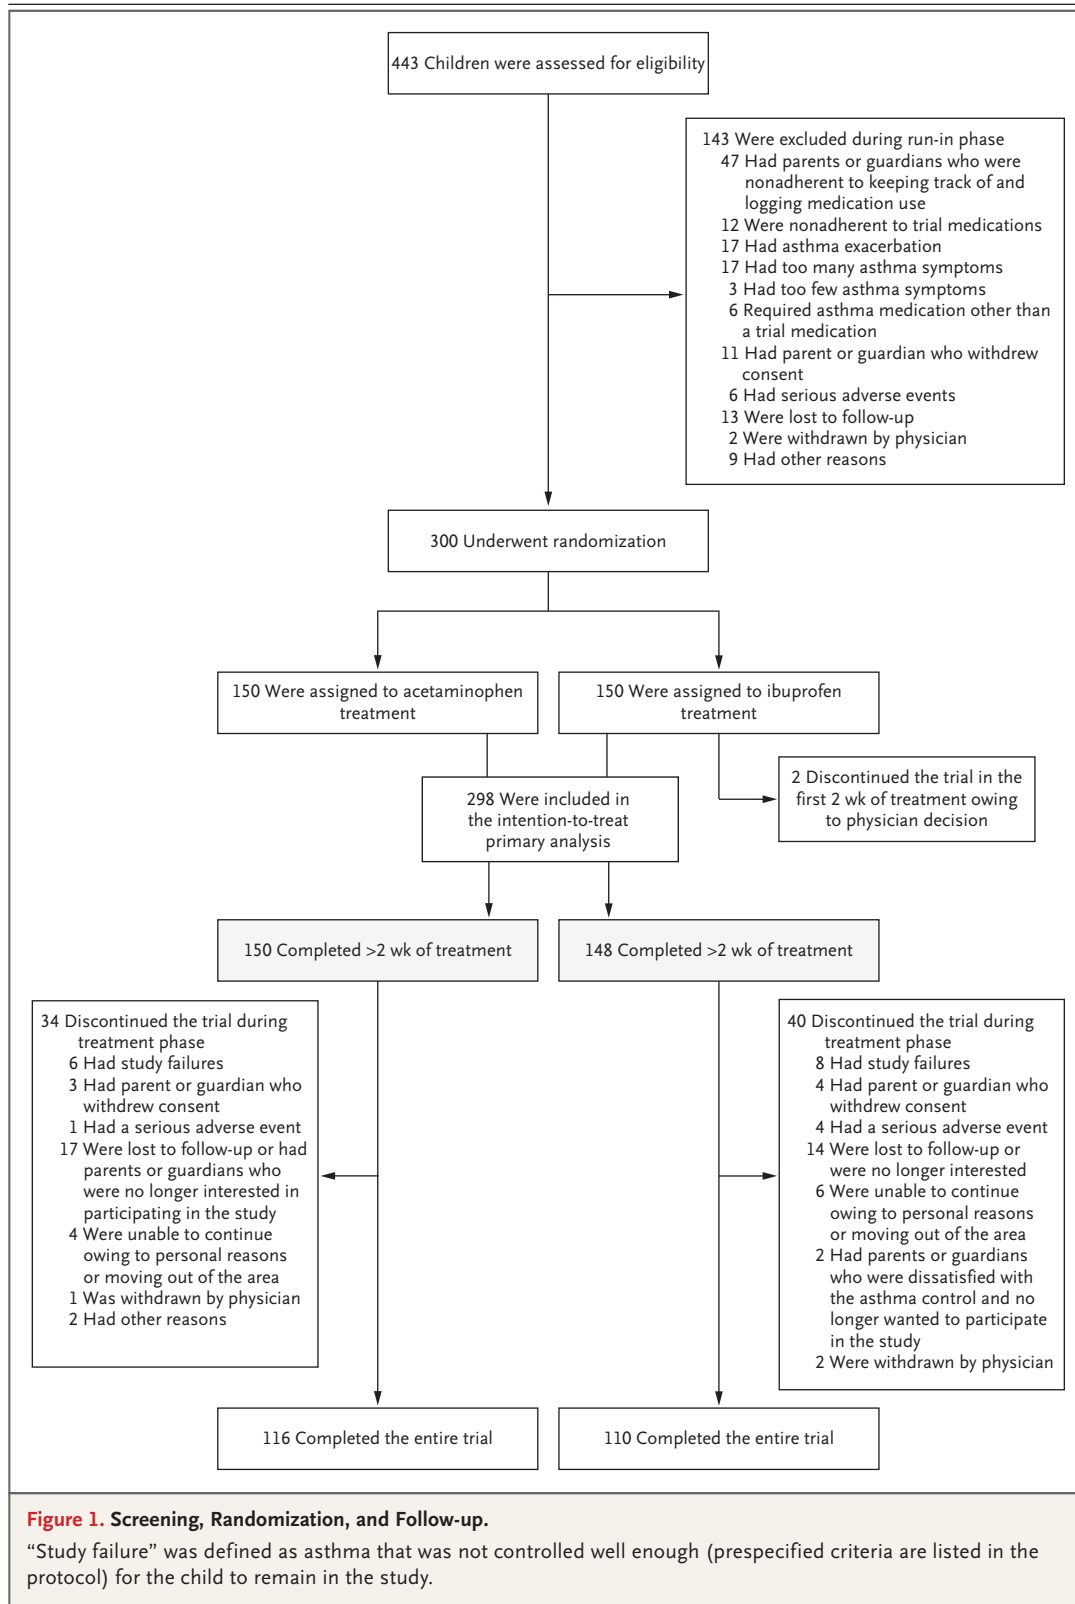 443 Children were assessed for eligibility
143 Were excluded during run-in phase
47 Had parents or guardians who were
nonadherent to keeping track of and
logging medication use
12 Were nonadherent to trial medications
17 Had asthma exacerbation
17 Had too many asthma symptoms
3 Had too few asthma symptoms
6 Required asthma medication other than
a trial medication
11 Had parent or guardian who withdrew
consent
6 Had serious adverse events
13 Were lost to follow-up
2 Were withdrawn by physician
9 Had other reasons
300 Underwent randomization
150 Were assigned to acetaminophen
treatment
150 Were assigned to ibuprofen
treatment
2 Discontinued the trial in the
first 2 wk of treatment owing
to physician decision
298 Were included in
the intention-to-treat
primary analysis
150 Completed >2 wk of treatment
148 Completed >2 wk of treatment
34 Discontinued the trial during
treatment phase
6 Had study failures
3 Had parent or guardian who
withdrew consent
1 Had a serious adverse event
17 Were lost to follow-up or had
parents or guardians who
were no longer interested in
participating in the study
4 Were unable to continue
owing to personal reasons
or moving out of the area
1 Was withdrawn by physician
2 Had other reasons
40 Discontinued the trial during
treatment phase
8 Had study failures
4 Had parent or guardian who
withdrew consent
4 Had a serious adverse event
14 Were lost to follow-up or
were no longer interested
6 Were unable to continue
owing to personal reasons
or moving out of the area
2 Had parents or guardians
who were dissatisfied with
the asthma control and no
longer wanted to participate
in the study
2 Were withdrawn by physician
116 Completed the entire trial
110 Completed the entire trial
Figure 1. Screening, Randomization, and Follow-up.
“Study failure” was defined as asthma that was not controlled well enough (prespecified criteria are listed in the
protocol) for the child to remain in the study.